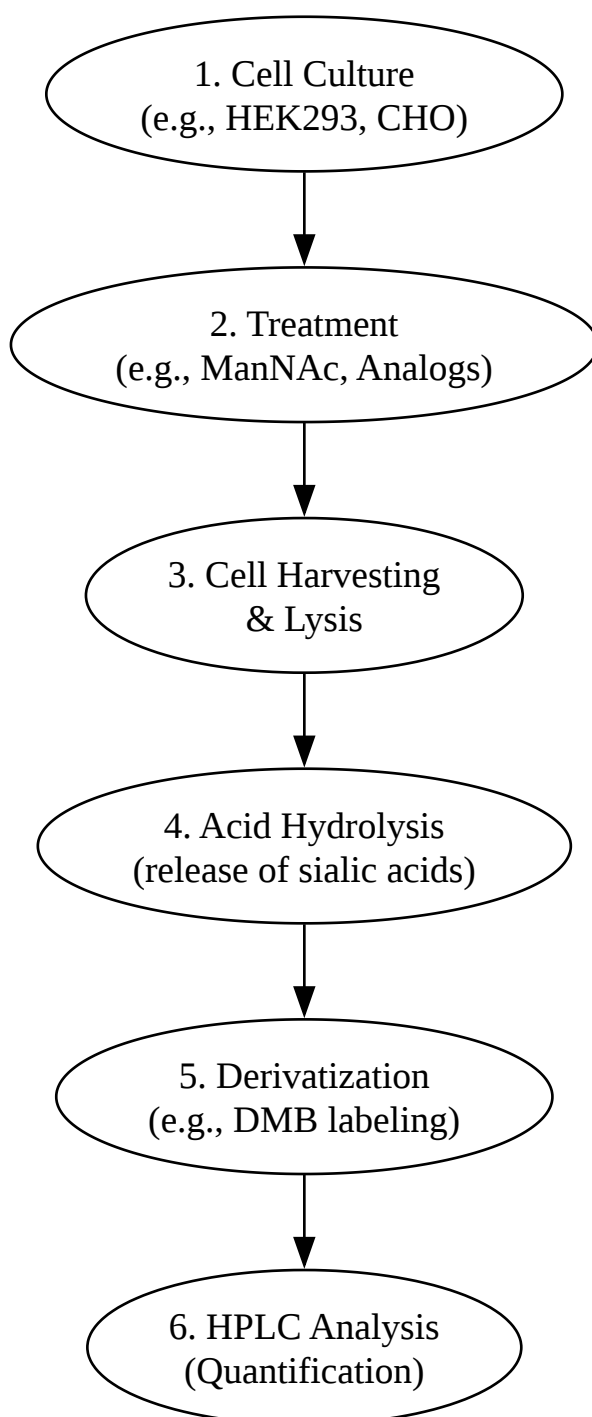 1. Cell Culture
(e.g., HEK293, CHO)
2. Treatment
(e.g., ManNAc, Analogs)
3. Cell Harvesting
& Lysis
4. Acid Hydrolysis
(release of sialic acids)
5. Derivatization
(e.g., DMB labeling)
6. HPLC Analysis
(Quantification)